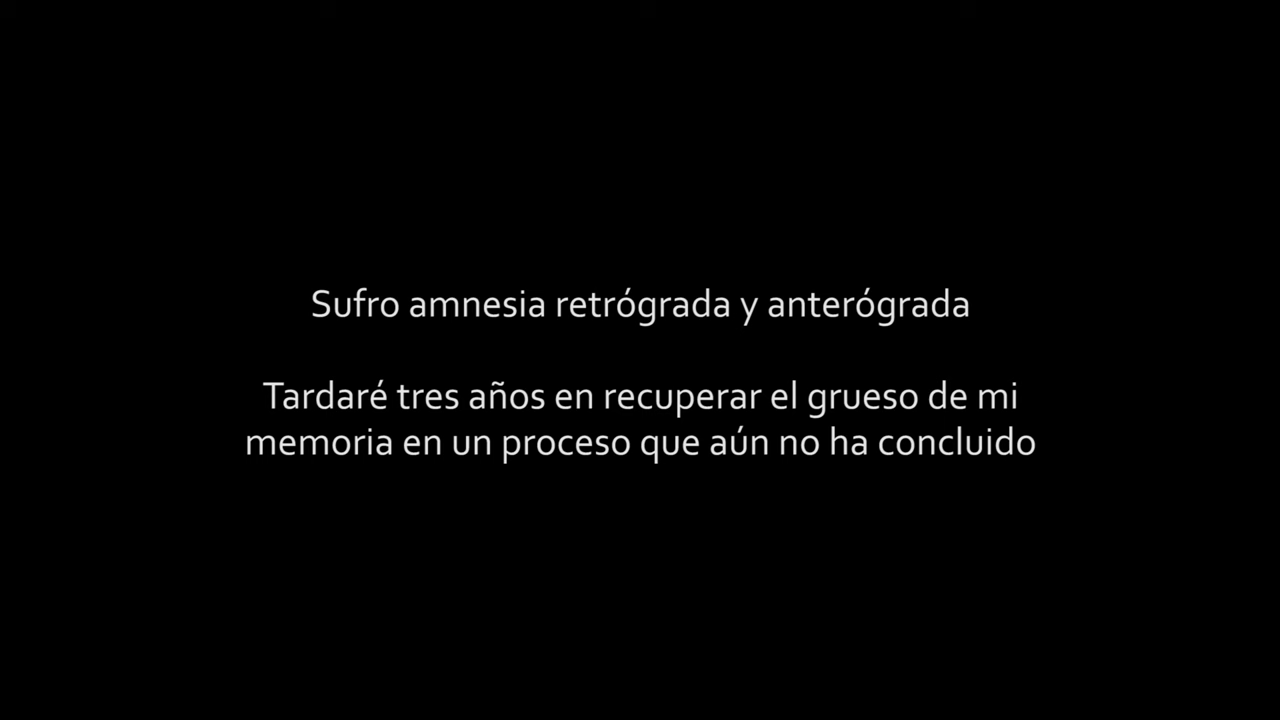 Sufro amnesia retrógrada y anterógrada
Tardaré tres años en recuperar el grueso de mi
memoria en un proceso que aún no ha concluido